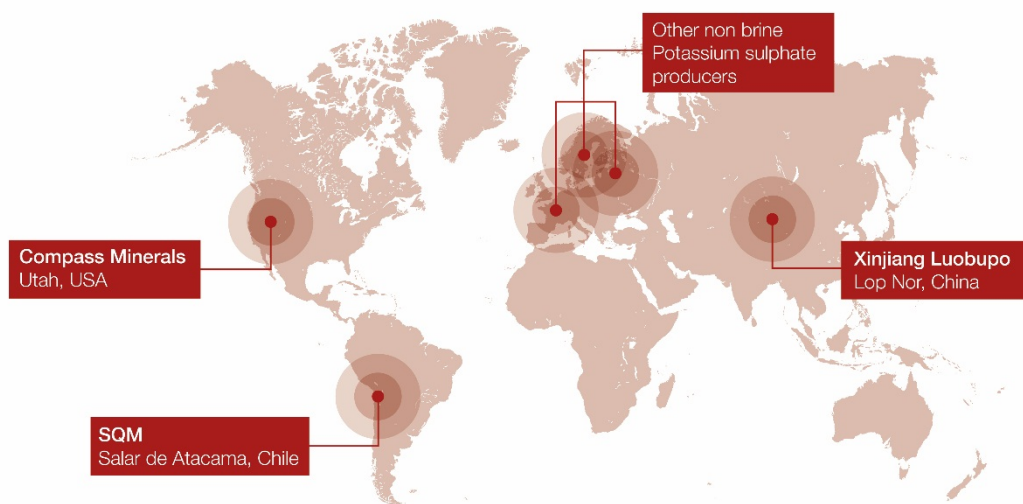 Other non brine
Potassium sulphate
producers
Compass Minerals
Utah, USA
Xinjiang Luobupo
Lop Nor, China
SQM
Salar de Atacama, Chile